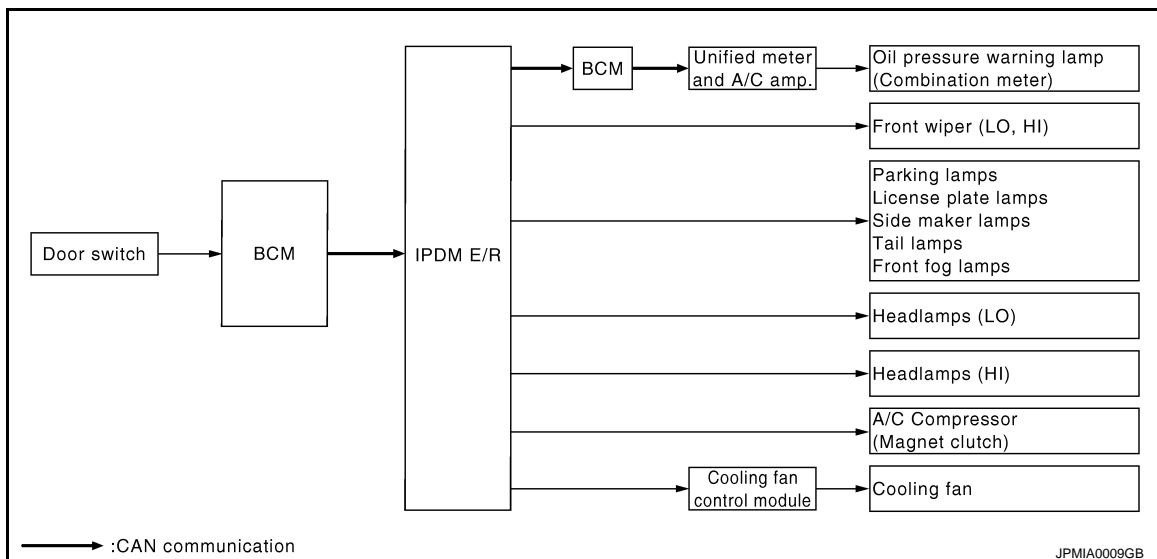 Door switch
BCM
IPDM E/R
BCM
Unified meter
and A/C amp.
Oil pressure warning lamp
(Combination meter)
Front wiper (LO, HI)
Parking lamps
License plate lamps
Side maker lamps
Tail lamps
Front fog lamps
Headlamps (LO)
Headlamps (HI)
A/C Compressor
(Magnet clutch)
Cooling fan
control module
Cooling fan
:CAN communication
JPMIA0009GB